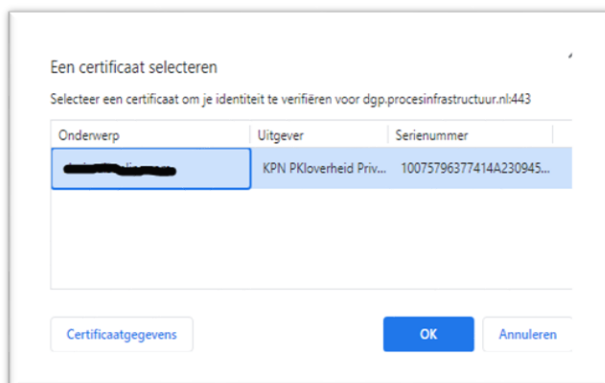 Een certificaat selecteren
Selecteer een certificaat om je identiteit te verifiëren voor dgp.procesinfrastructuur.nl:443
Onderwerp Uitgever Serienummer
KPN PKIoverheid Priv... 10075796377414A230945...
Certificaatgegevens OK Annuleren